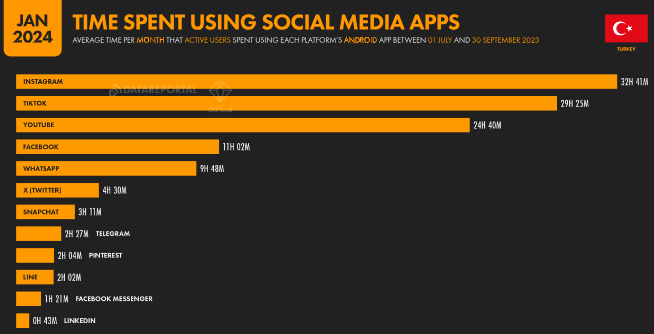 JAN
2024
TIME SPENT USING SOCIAL MEDIA APPS
AVERAGE TIME PER MONTH THAT ACTIVE USERS SPENT USING EACH PLATFORM'S ANDROID APP BETWEEN 01 JULY AND 30 SEPTEMBER 2023
TURKEY
INSTAGRAM 32H 41M
DATAREPORTAL
TIKTOK 29H 25M
YOUTUBE 24H 40M
FACEBOOK 11H 02M
WHATSAPP 9H 48M
X (TWITTER) 4H 30M
SNAPCHAT 3H 11M
2H 27M TELEGRAM
2H 04M PINTEREST
LINE 2H 02M
1H 21M FACEBOOK MESSENGER
0H 43M LINKEDIN